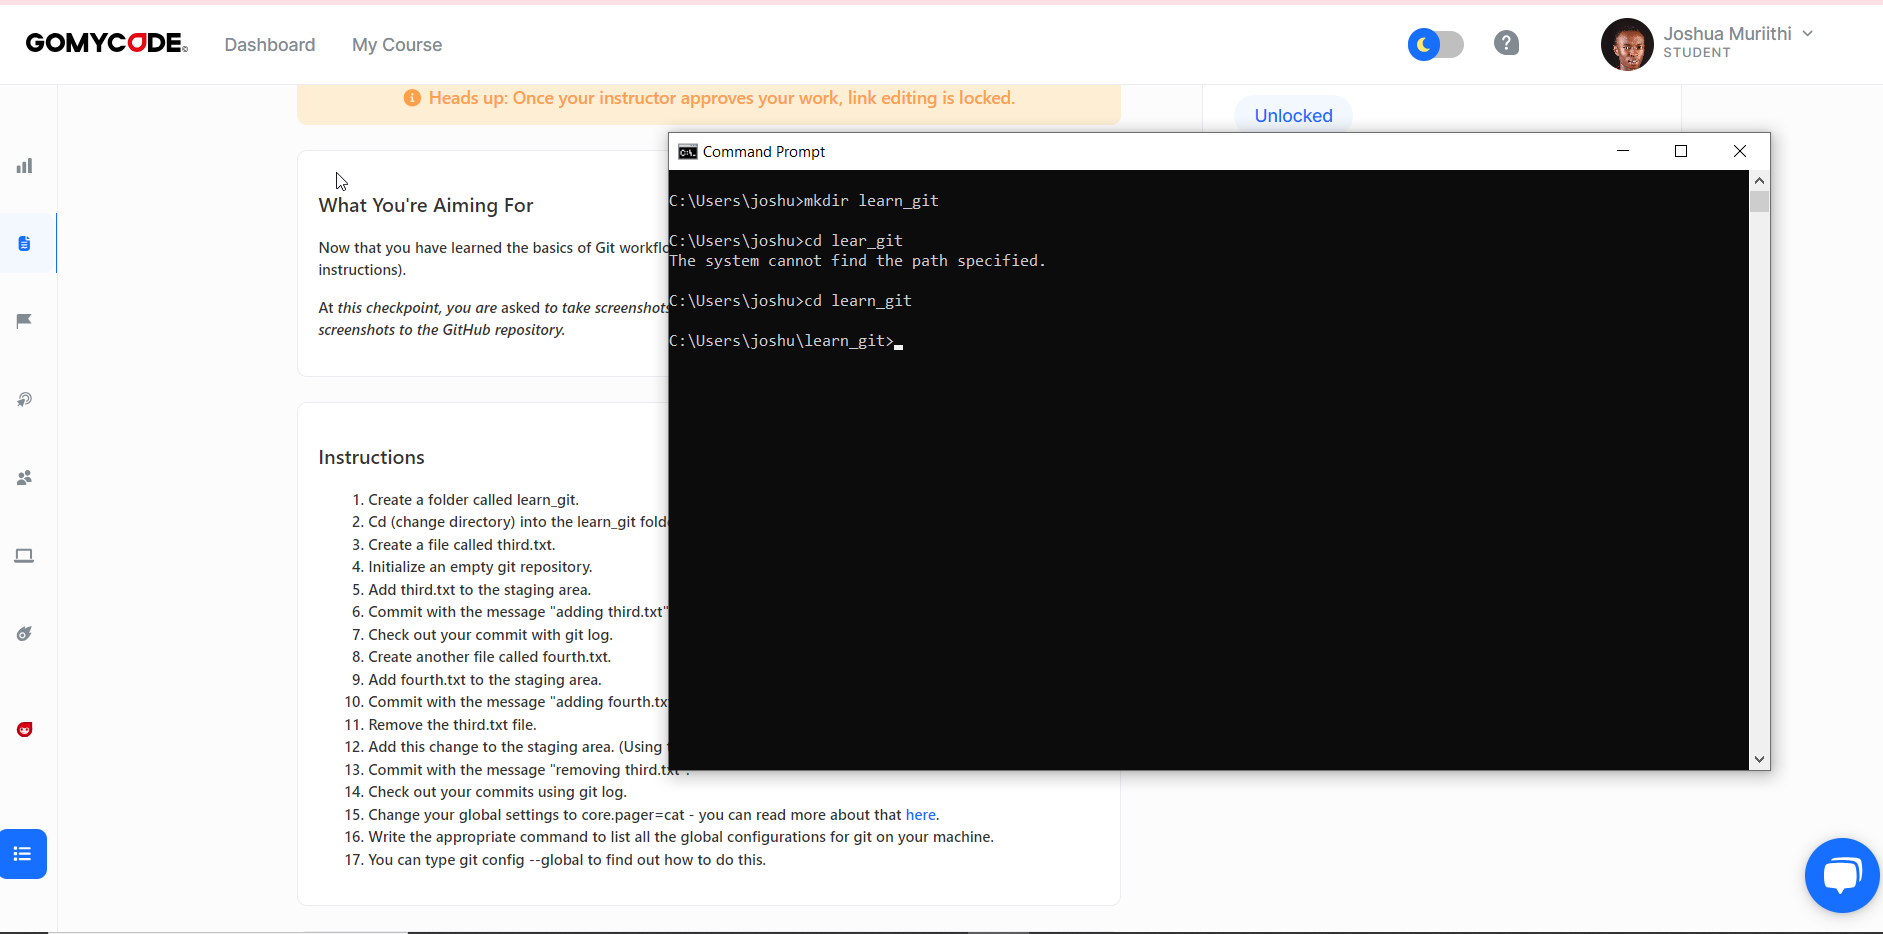 GOMYCODE
Dashboard
My Course
?
Joshua Muriithi
STUDENT
Heads up: Once your instructor approves your work, link editing is locked.
Unlocked
What You're Aiming For
Now that you have learned the basics of Git
instructions).
At this checkpoint, you are asked to take screenshots
screenshots to the GitHub repository.
Instructions
1. Create a folder called learn_git.
2. Cd (change directory) into the learn_git
3. Create a file called third.txt.
4. Initialize an empty git repository.
5. Add third.txt to the staging area.
6. Commit with the message "adding third.txt"
7. Check out your commit with git log.
8. Create another file called fourth.txt.
9. Add fourth.txt to the staging area.
10. Commit with the message "adding
11. Remove the third.txt file.
12. Add this change to the staging area. (Using
13. Commit with the message "removing third.txt".
14. Check out your commits using git log.
15. Change your global settings to core.pager=cat - you can read more about that here.
16. Write the appropriate command to list all the global configurations for git on your machine.
17. You can type git config --global to find out how to do this.
C:\. Command Prompt
C:\Users\joshu>mkdir learn_git
C:\Users\joshu>cd lear_git
The system cannot find the path specified.
C:\Users\joshu>cd learn_git
C:\Users\joshu\learn_git>